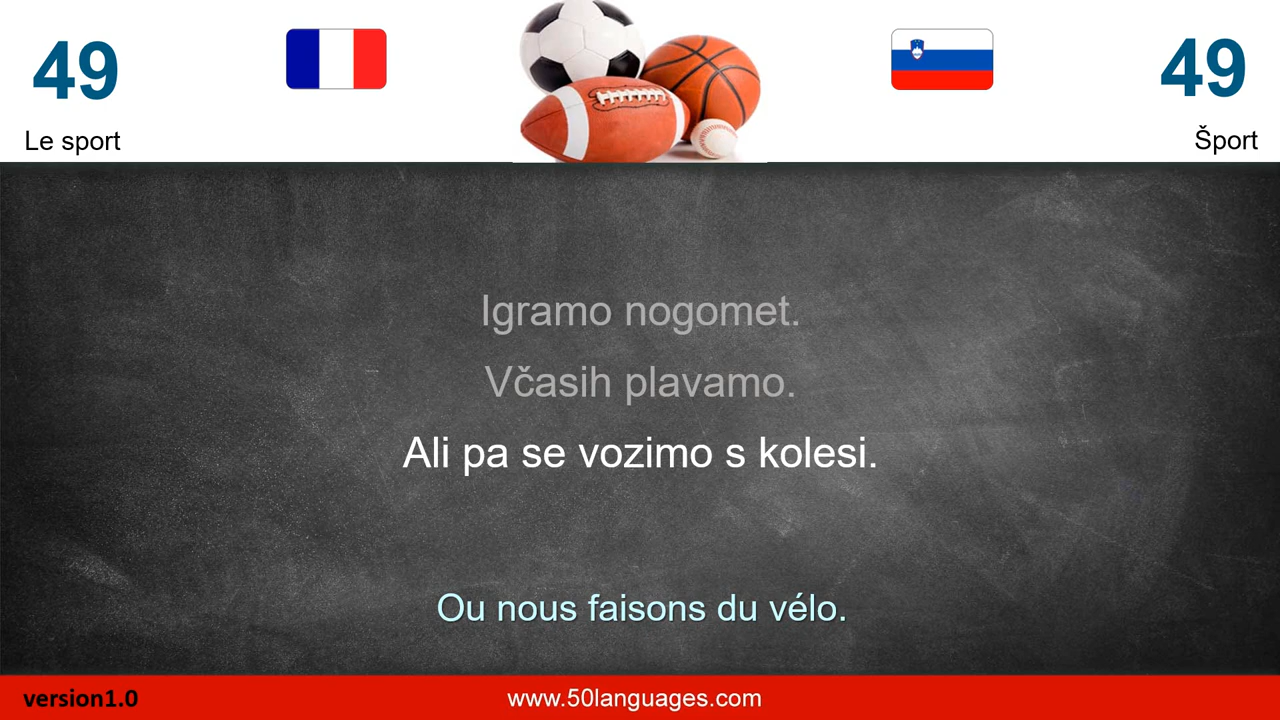 49
49
Le sport
Šport
Igramo nogomet.
Včasih plavamo.
Ali pa se vozimo s kolesi.
Ou nous faisons du vélo.
version1.0
www.50languages.com